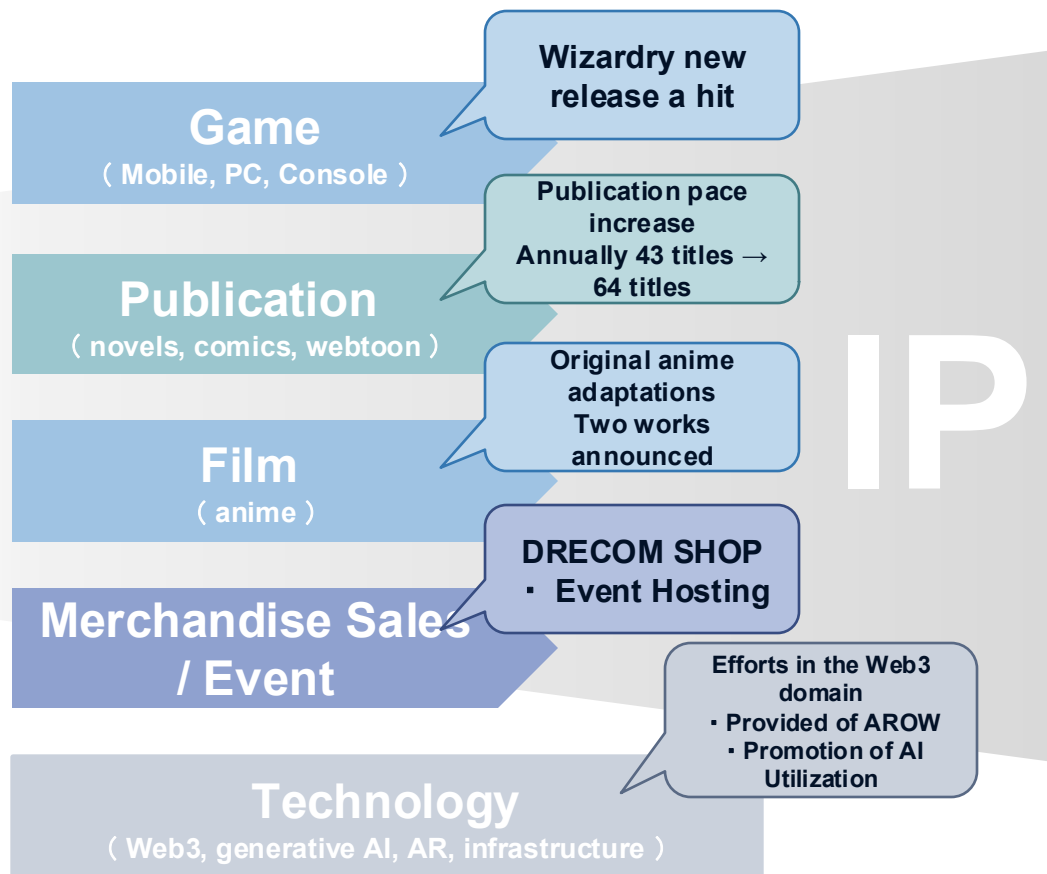 Wizardry new
release a hit
Game
（ Mobile, PC, Console ）
Publication pace
increase
Annually 43 titles →
64 titles
Publication
（ novels, comics, webtoon ）
IP
Original anime
adaptations
Two works
announced
Film
（ anime ）
DRECOM SHOP
・ Event Hosting
Merchandise Sales
/ Event
Efforts in the Web3
domain
・Provided of AROW
・Promotion of AI
Utilization
Technology
（ Web3, generative AI, AR, infrastructure ）